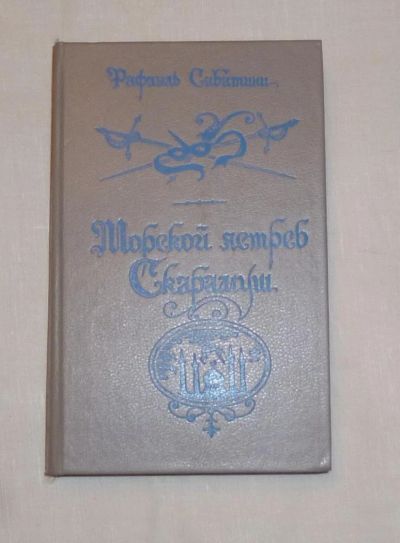 Рафаэль Сабатини
Морской ястреб
Скарамуш